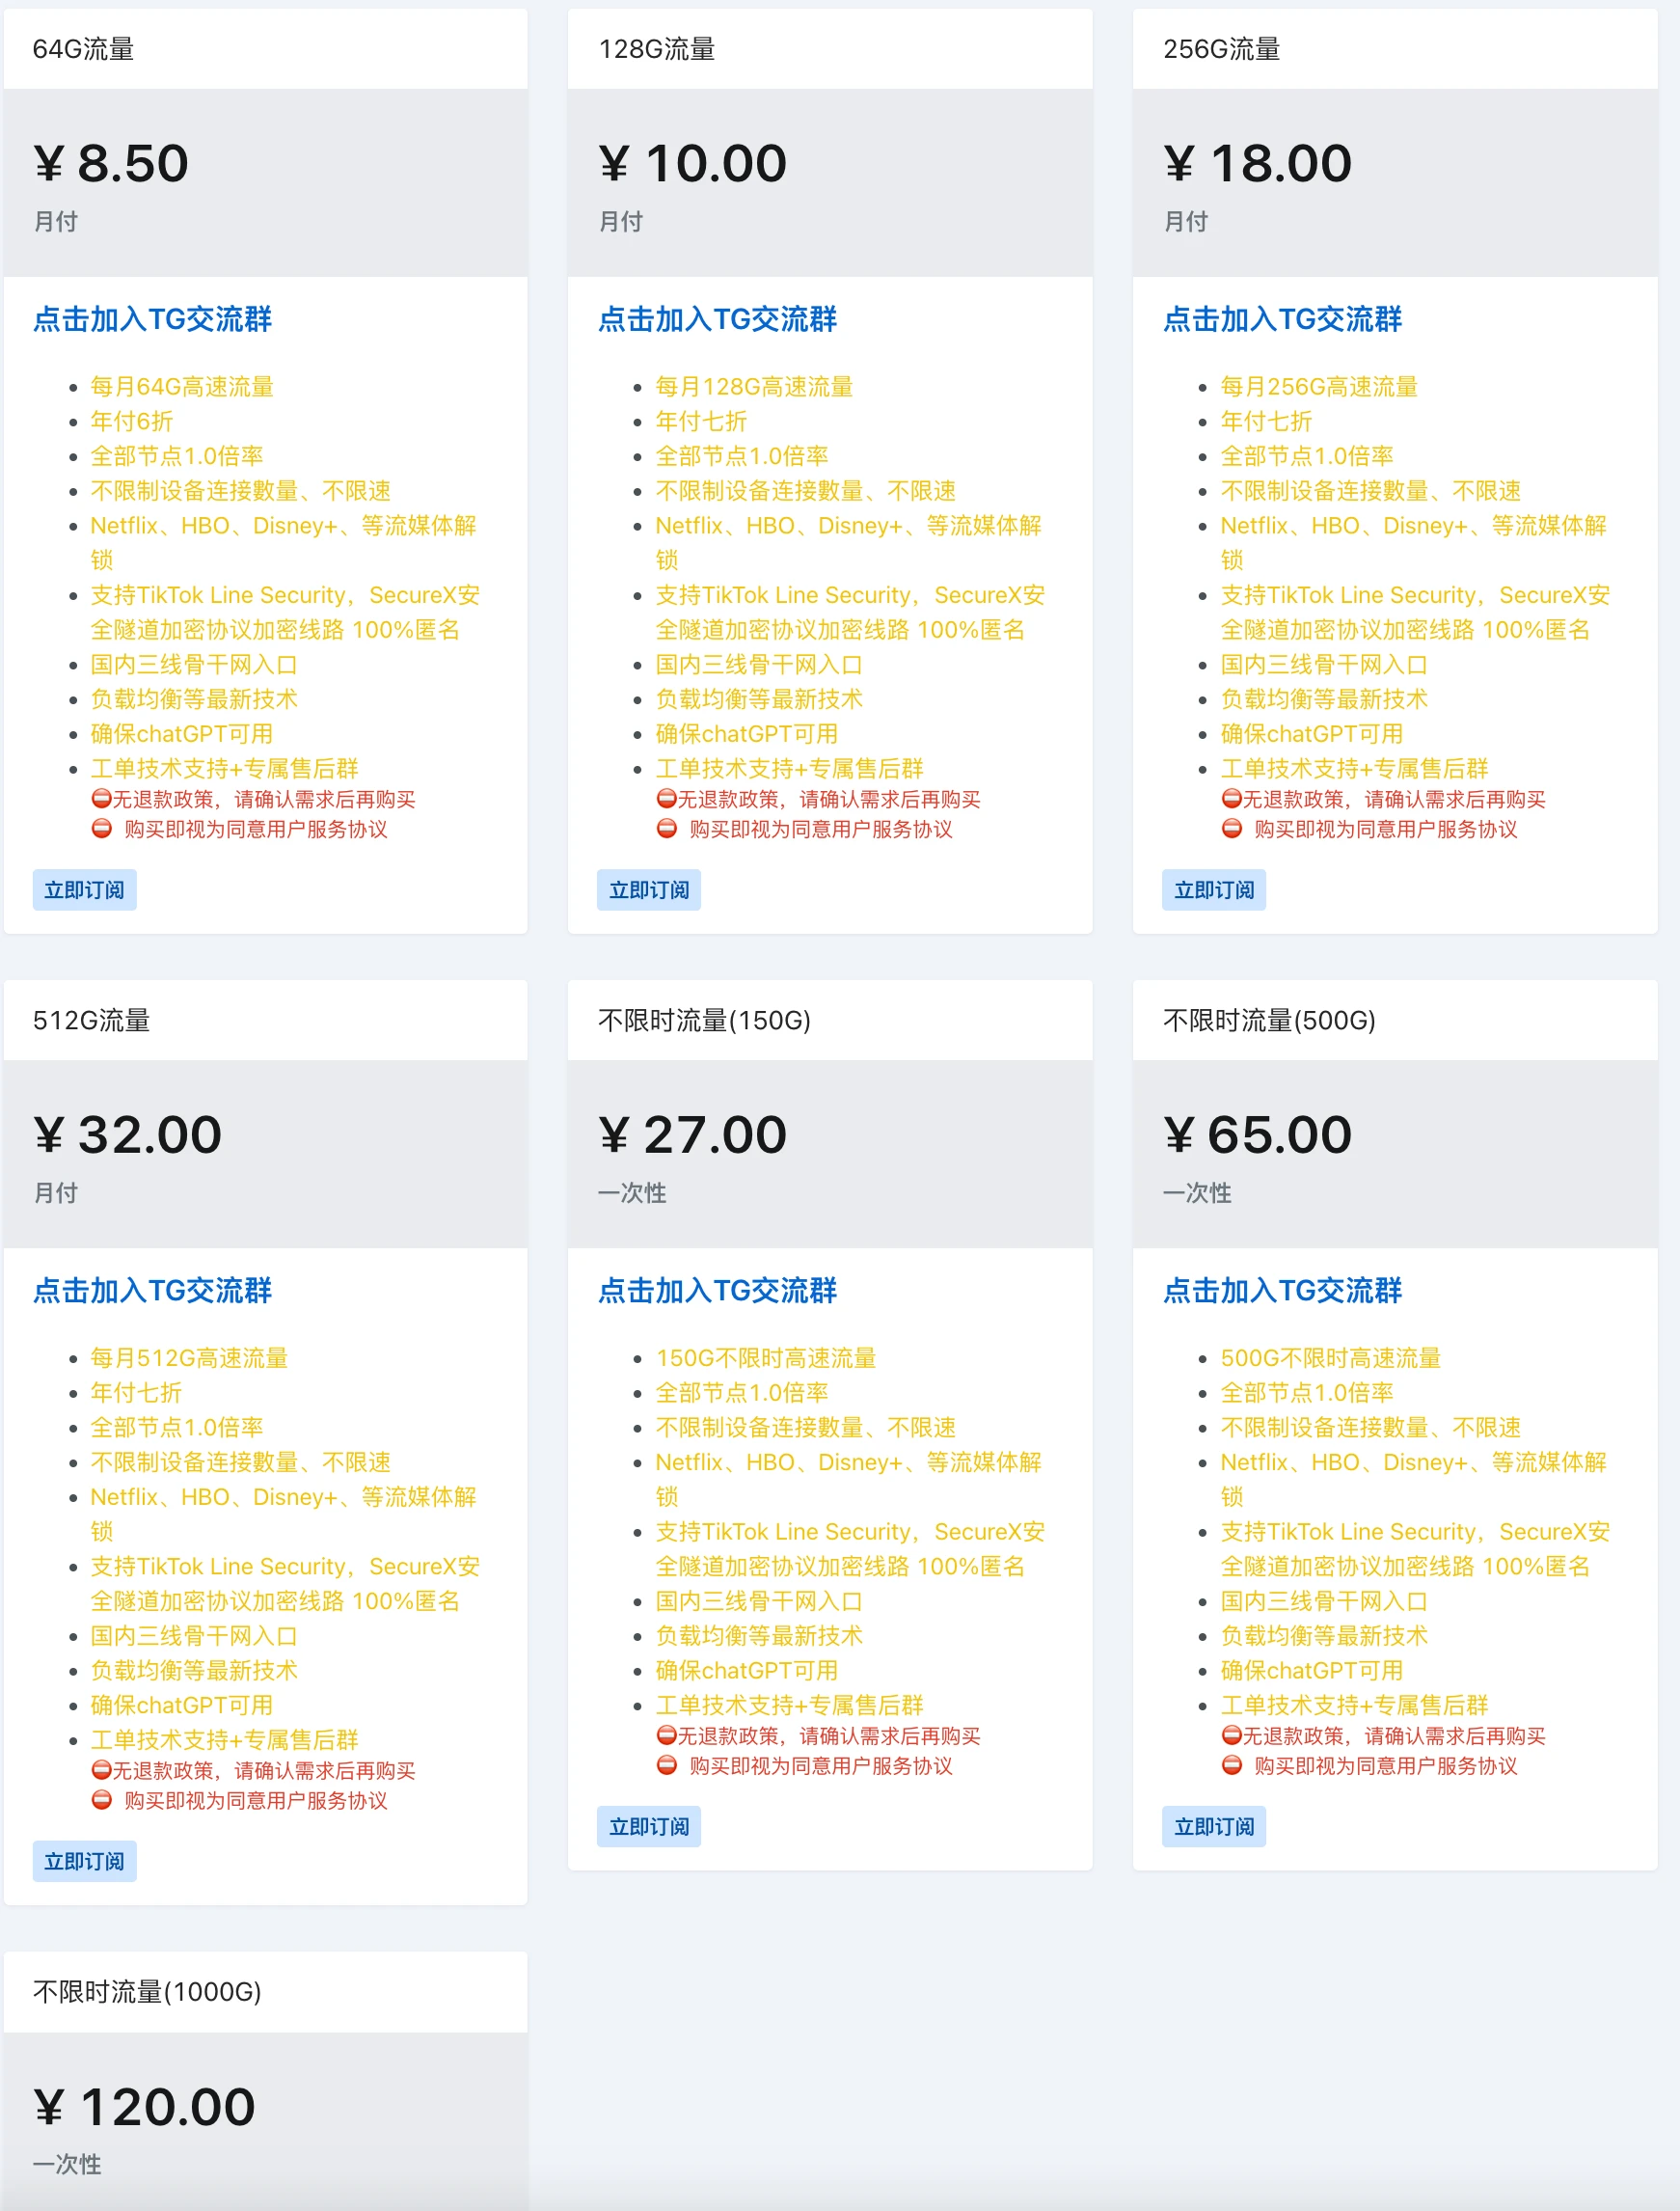 64G流量
¥ 8.50
月付
点击加入TG交流群
每月64G高速流量
年付6折
全部节点1.0倍率
不限制设备连接數量、不限速
Netflix、HBO、Disney+、等流媒体解
锁
支持TikTok Line Security，SecureX安
全隧道加密协议加密线路 100%匿名
国内三线骨干网入口
负载均衡等最新技术
确保chatGPT可用
工单技术支持+专属售后群
⛔无退款政策，请确认需求后再购买
⛔ 购买即视为同意用户服务协议
立即订阅
128G流量
¥ 10.00
月付
点击加入TG交流群
每月128G高速流量
年付七折
全部节点1.0倍率
不限制设备连接數量、不限速
Netflix、HBO、Disney+、等流媒体解
锁
支持TikTok Line Security，SecureX安
全隧道加密协议加密线路 100%匿名
国内三线骨干网入口
负载均衡等最新技术
确保chatGPT可用
工单技术支持+专属售后群
⛔无退款政策，请确认需求后再购买
⛔ 购买即视为同意用户服务协议
立即订阅
256G流量
¥ 18.00
月付
点击加入TG交流群
每月256G高速流量
年付七折
全部节点1.0倍率
不限制设备连接數量、不限速
Netflix、HBO、Disney+、等流媒体解
锁
支持TikTok Line Security，SecureX安
全隧道加密协议加密线路 100%匿名
国内三线骨干网入口
负载均衡等最新技术
确保chatGPT可用
工单技术支持+专属售后群
⛔无退款政策，请确认需求后再购买
⛔ 购买即视为同意用户服务协议
立即订阅
512G流量
¥ 32.00
月付
点击加入TG交流群
每月512G高速流量
年付七折
全部节点1.0倍率
不限制设备连接數量、不限速
Netflix、HBO、Disney+、等流媒体解
锁
支持TikTok Line Security，SecureX安
全隧道加密协议加密线路 100%匿名
国内三线骨干网入口
负载均衡等最新技术
确保chatGPT可用
工单技术支持+专属售后群
⛔无退款政策，请确认需求后再购买
⛔ 购买即视为同意用户服务协议
立即订阅
不限时流量(150G)
¥ 27.00
一次性
点击加入TG交流群
150G不限时高速流量
全部节点1.0倍率
不限制设备连接數量、不限速
Netflix、HBO、Disney+、等流媒体解
锁
支持TikTok Line Security，SecureX安
全隧道加密协议加密线路 100%匿名
国内三线骨干网入口
负载均衡等最新技术
确保chatGPT可用
工单技术支持+专属售后群
⛔无退款政策，请确认需求后再购买
⛔ 购买即视为同意用户服务协议
立即订阅
不限时流量(500G)
¥ 65.00
一次性
点击加入TG交流群
500G不限时高速流量
全部节点1.0倍率
不限制设备连接數量、不限速
Netflix、HBO、Disney+、等流媒体解
锁
支持TikTok Line Security，SecureX安
全隧道加密协议加密线路 100%匿名
国内三线骨干网入口
负载均衡等最新技术
确保chatGPT可用
工单技术支持+专属售后群
⛔无退款政策，请确认需求后再购买
⛔ 购买即视为同意用户服务协议
立即订阅
不限时流量(1000G)
¥ 120.00
一次性